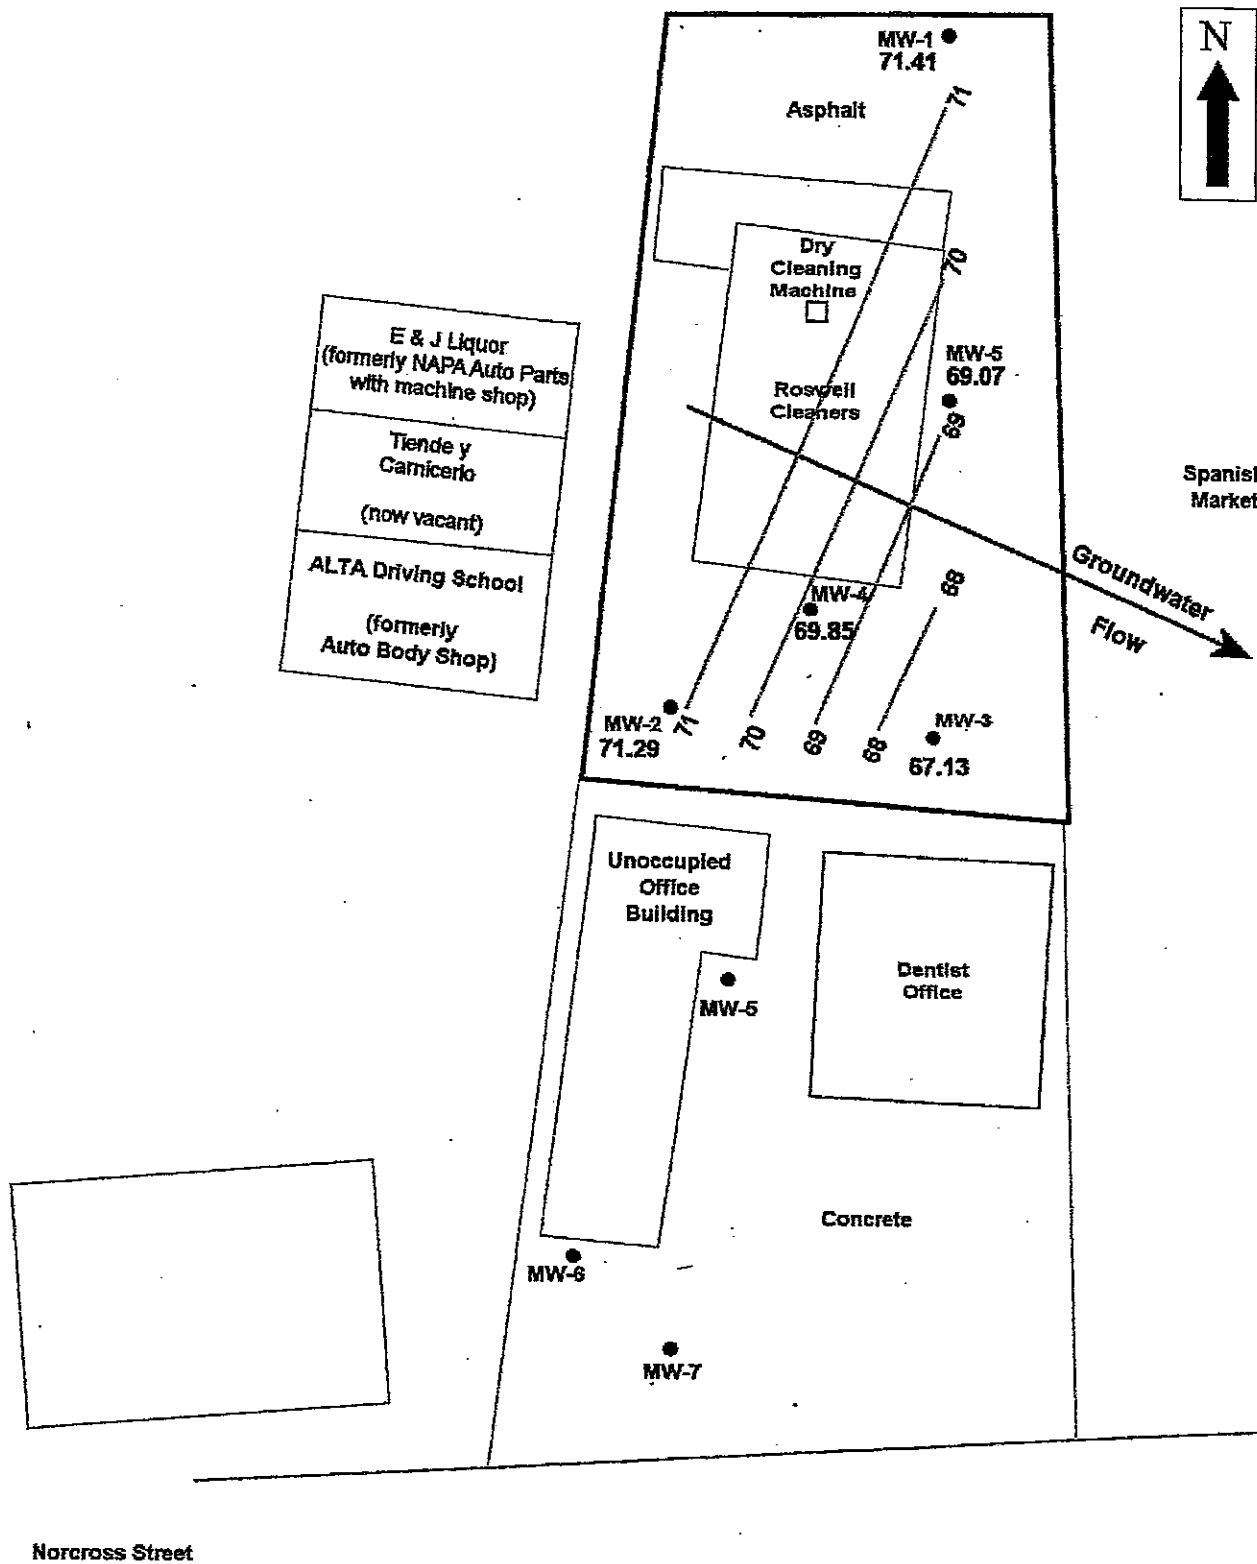 N
MW-1
71.41
71
Asphalt
Dry
Cleaning
Machine
70
E & J Liquor
(formerly NAPA Auto Parts
with machine shop)
MW-5
69.07
Roswell
Cleaners
69
Tiende y
Carnicerio
(now vacant)
Spanish
Market
ALTA Driving School
(formerly
Auto Body Shop)
Groundwater
Flow
68
MW-4
69.85
MW-2
71.29
71
70
69
68
MW-3
67.13
Unoccupied
Office
Building
Dentist
Office
MW-5
Concrete
MW-6
MW-7
Norcross Street